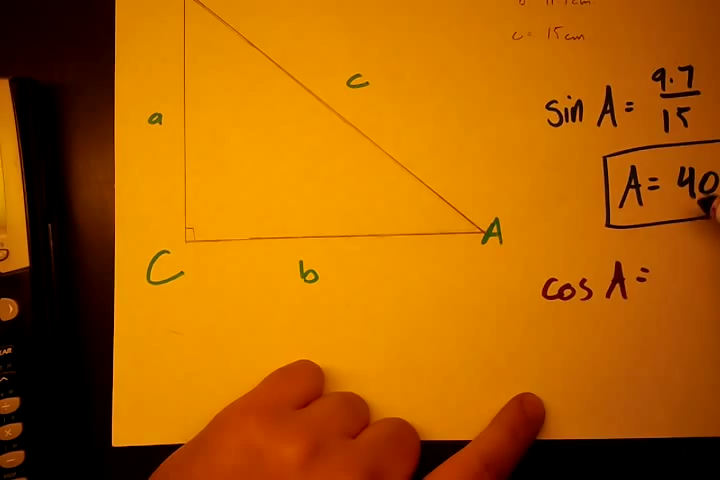 c = 15cm
c
sin A = 9.7
15
a
A = 40
A
C
b
cos A =